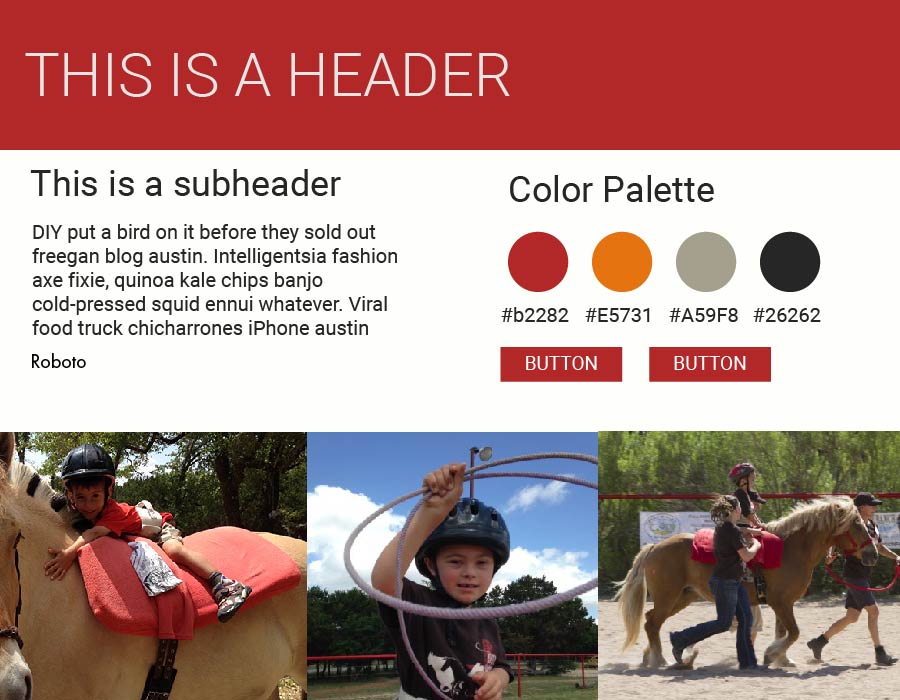 THIS IS A HEADER
This is a subheader
DIY put a bird on it before they sold out
freegan blog austin. Intelligentsia fashion
axe fixie, quinoa kale chips banjo
cold-pressed squid ennui whatever. Viral
food truck chicharrones iPhone austin
Roboto
Color Palette
#b2282 #E5731 #A59F8 #26262
BUTTON BUTTON